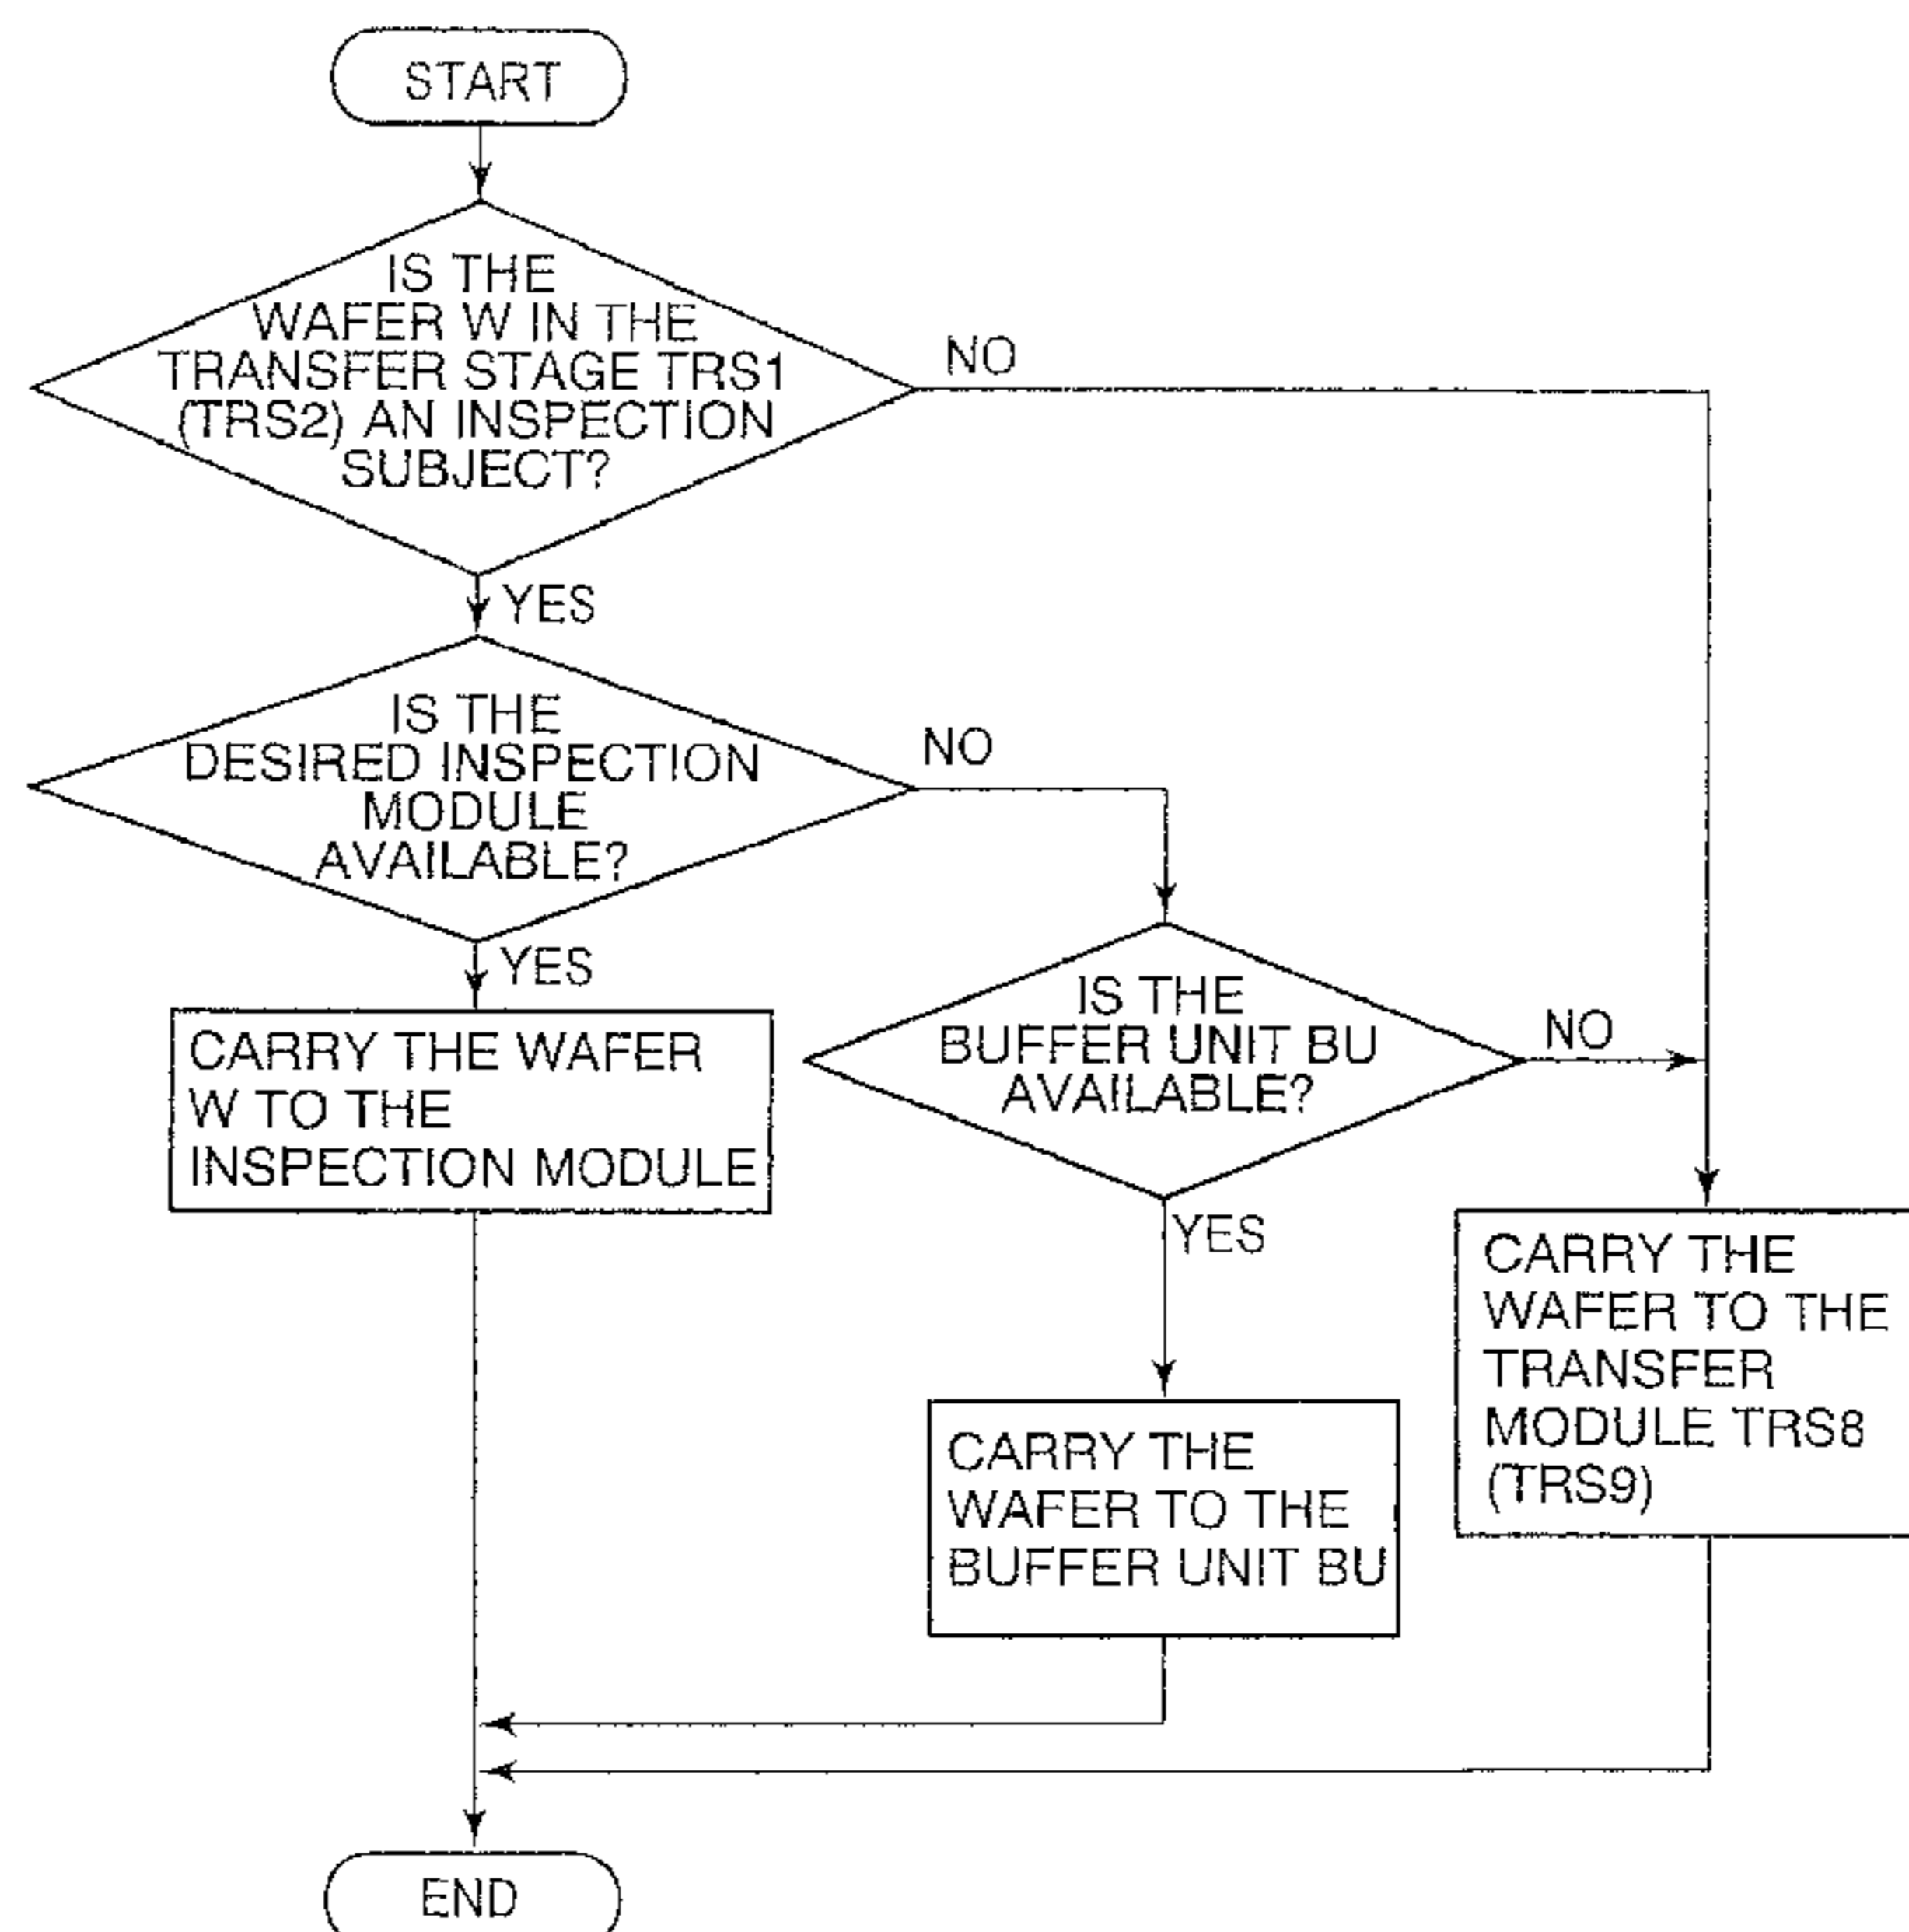 START
IS THE
WAFER W IN THE
TRANSFER STAGE TRS1
(TRS2) AN INSPECTION
SUBJECT?
NO
YES
IS THE
DESIRED INSPECTION
MODULE
AVAILABLE?
NO
YES
IS THE
BUFFER UNIT BU
AVAILABLE?
NO
YES
CARRY THE WAFER
W TO THE
INSPECTION MODULE
CARRY THE
WAFER TO THE
TRANSFER
MODULE TRS8
(TRS9)
CARRY THE
WAFER TO THE
BUFFER UNIT BU
END